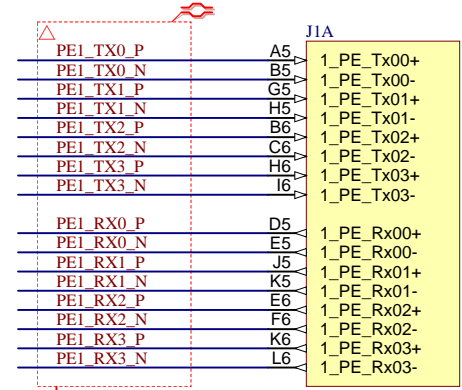 J1A
PE1_TX0_P A5 1_PE_Tx00+
PE1_TX0_N B5 1_PE_Tx00-
PE1_TX1_P G5 1_PE_Tx01+
PE1_TX1_N H5 1_PE_Tx01-
PE1_TX2_P B6 1_PE_Tx02+
PE1_TX2_N C6 1_PE_Tx02-
PE1_TX3_P H6 1_PE_Tx03+
PE1_TX3_N I6 1_PE_Tx03-
PE1_RX0_P D5 1_PE_Rx00+
PE1_RX0_N E5 1_PE_Rx00-
PE1_RX1_P J5 1_PE_Rx01+
PE1_RX1_N K5 1_PE_Rx01-
PE1_RX2_P E6 1_PE_Rx02+
PE1_RX2_N F6 1_PE_Rx02-
PE1_RX3_P K6 1_PE_Rx03+
PE1_RX3_N L6 1_PE_Rx03-